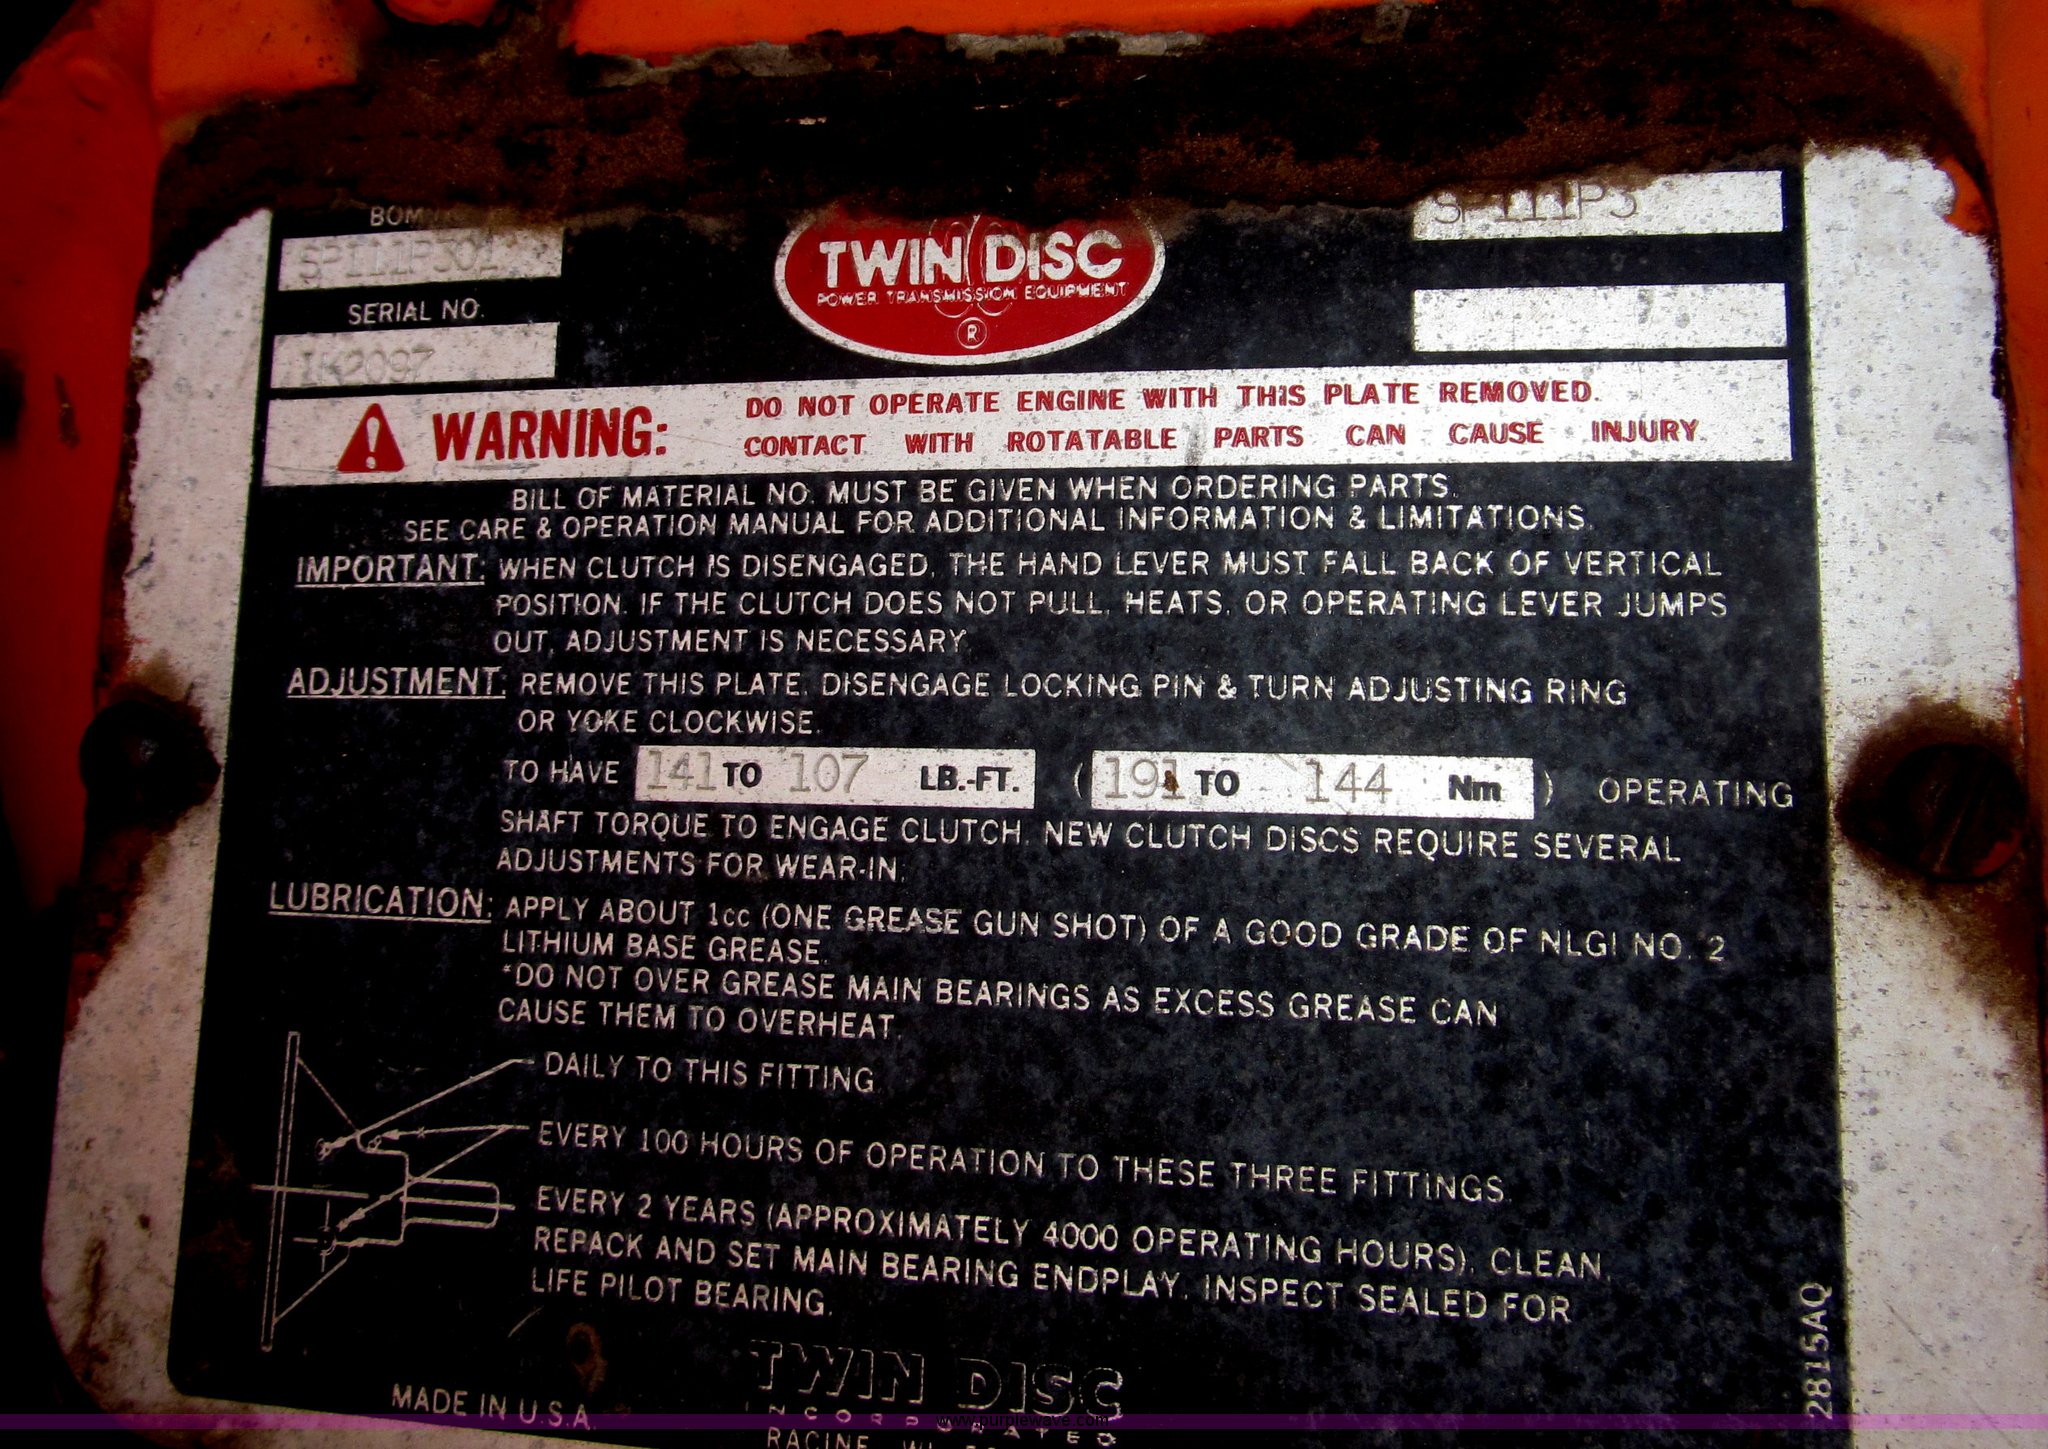 BOM
SP111P3
SP111P301
TWIN DISC
POWER TRANSMISSION EQUIPMENT
®
SERIAL NO.
1K2097
WARNING: DO NOT OPERATE ENGINE WITH THIS PLATE REMOVED.
CONTACT WITH ROTATABLE PARTS CAN CAUSE INJURY.
BILL OF MATERIAL NO. MUST BE GIVEN WHEN ORDERING PARTS.
SEE CARE & OPERATION MANUAL FOR ADDITIONAL INFORMATION & LIMITATIONS.
IMPORTANT: WHEN CLUTCH IS DISENGAGED, THE HAND LEVER MUST FALL BACK OF VERTICAL
POSITION. IF THE CLUTCH DOES NOT PULL, HEATS, OR OPERATING LEVER JUMPS
OUT, ADJUSTMENT IS NECESSARY.
ADJUSTMENT: REMOVE THIS PLATE, DISENGAGE LOCKING PIN & TURN ADJUSTING RING
OR YOKE CLOCKWISE.
TO HAVE 141 TO 107 LB.-FT. (191 TO 144 Nm) OPERATING
SHAFT TORQUE TO ENGAGE CLUTCH. NEW CLUTCH DISCS REQUIRE SEVERAL
ADJUSTMENTS FOR WEAR-IN.
LUBRICATION: APPLY ABOUT 1cc (ONE GREASE GUN SHOT) OF A GOOD GRADE OF NLGI NO. 2
LITHIUM BASE GREASE.
*DO NOT OVER GREASE MAIN BEARINGS AS EXCESS GREASE CAN
CAUSE THEM TO OVERHEAT.
DAILY TO THIS FITTING
EVERY 100 HOURS OF OPERATION TO THESE THREE FITTINGS.
EVERY 2 YEARS (APPROXIMATELY 4000 OPERATING HOURS), CLEAN,
REPACK AND SET MAIN BEARING ENDPLAY. INSPECT SEALED FOR
LIFE PILOT BEARING.
2815AQ
TWIN DISC
MADE IN U.S.A.
INCORPORATED
www.purplewave.com
RACINE, WI